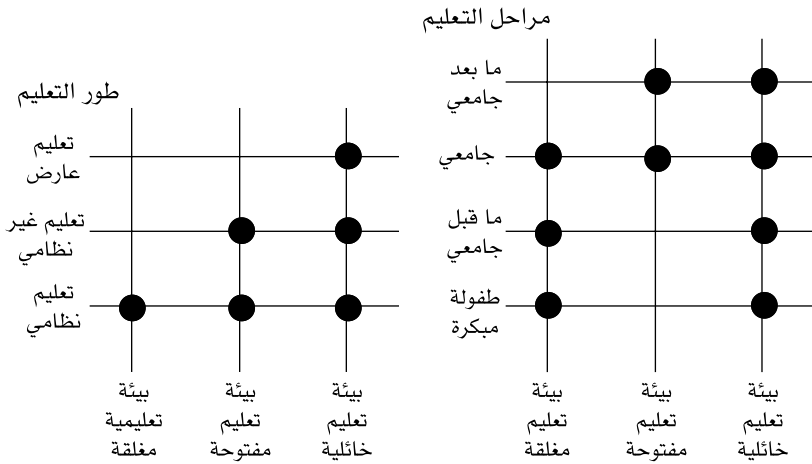 مراحل التعليم
ما بعد
جامعي
جامعي
ما قبل
جامعي
طفولة
مبكرة
بيئة
تعليم
مغلقة
بيئة
تعليم
مفتوحة
بيئة
تعليم
خائلية
طور التعليم
تعليم
عارض
تعليم غير
نظامي
تعليم
نظامي
بيئة
تعليمية
مغلقة
بيئة
تعليم
مفتوحة
بيئة
تعليم
خائلية